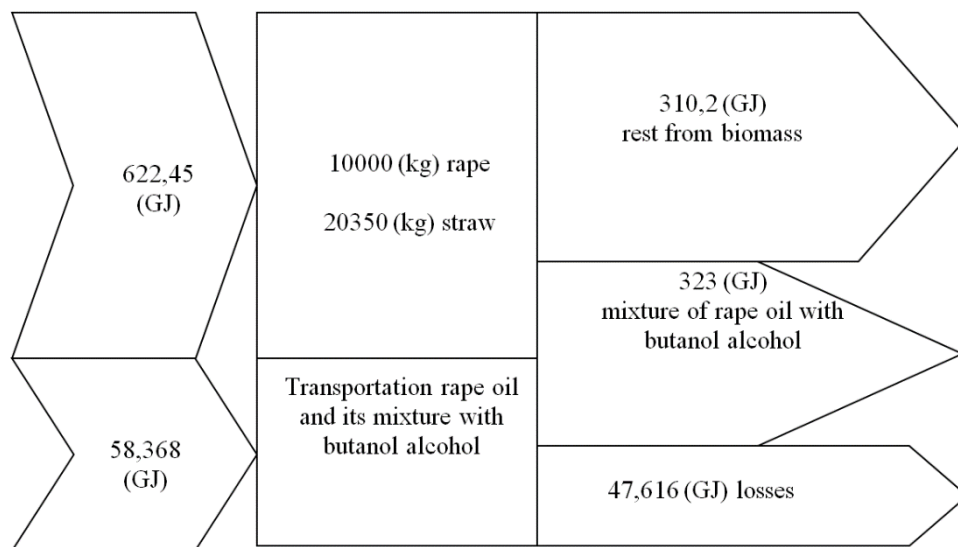 622,45
(GJ)
10000 (kg) rape
20350 (kg) straw
310,2 (GJ)
rest from biomass
323 (GJ)
mixture of rape oil with
butanol alcohol
58,368
(GJ)
Transportation rape oil
and its mixture with
butanol alcohol
47,616 (GJ) losses